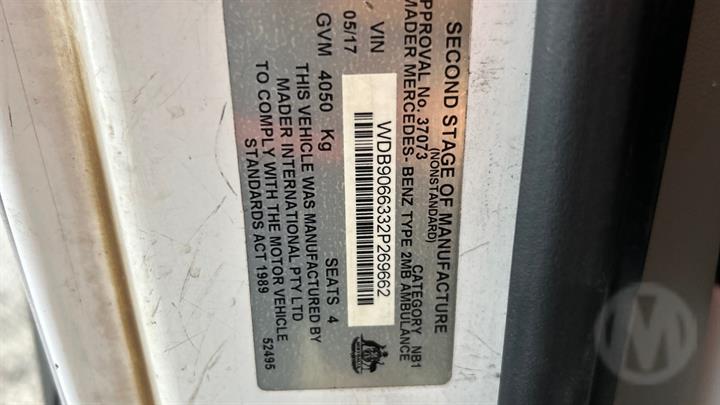 SECOND STAGE OF MANUFACTURE
(NONSTANDARD)
APPROVAL No. 37073 CATEGORY NB1
MADER MERCEDES- BENZ TYPE 2MB AMBULANCE
VIN WDB9066332P269662
05/17
GVM 4050 Kg SEATS 4
THIS VEHICLE WAS MANUFACTURED BY
MADER INTERNATIONAL PTY LTD
TO COMPLY WITH THE MOTOR VEHICLE
STANDARDS ACT 1989 52495
M